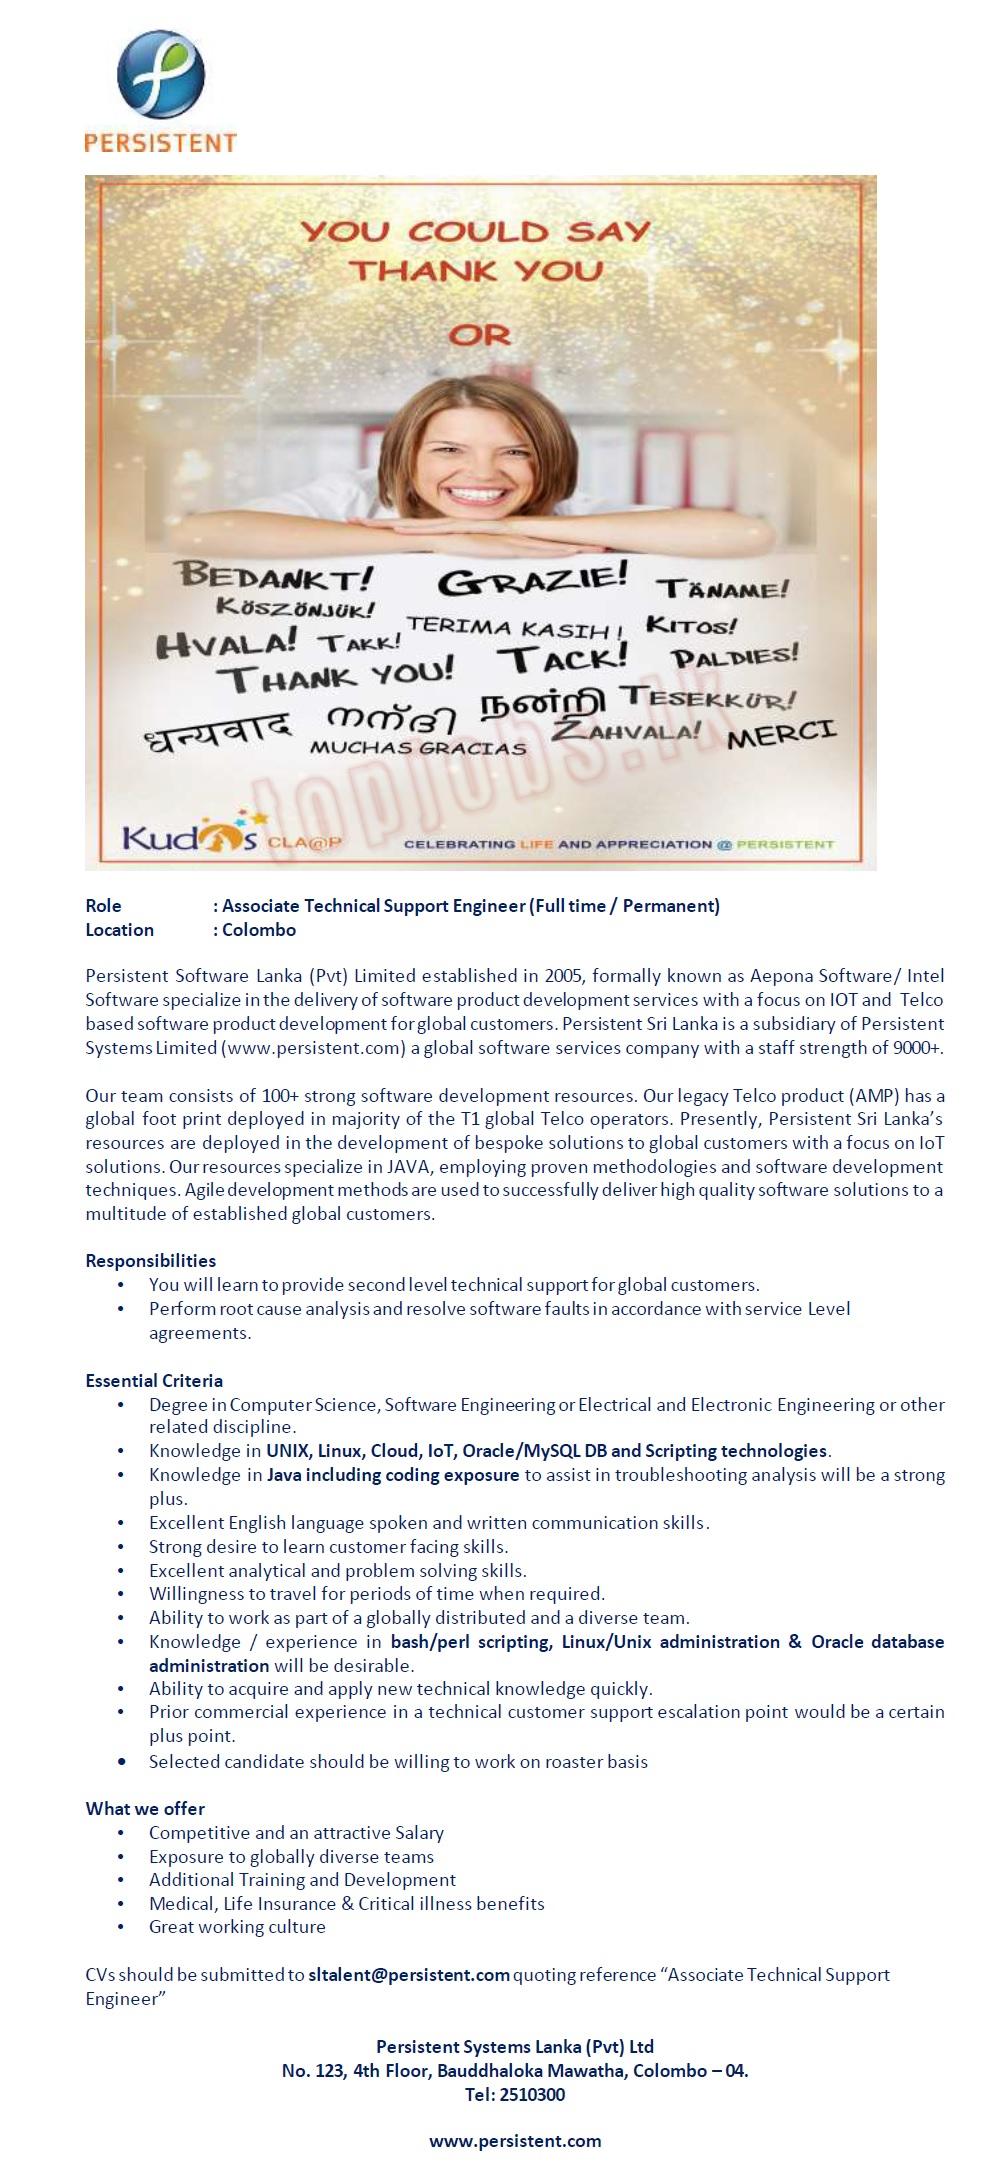 PERSISTENT
YOU COULD SAY
THANK YOU
OR
BEDANKT! GRAZIE! TÄNAME!
KÖSZÖNJÜK! TERIMA KASIH! KITOS!
HVALA! TAKK! TACK! PALDIES!
THANK YOU! நன்றி TESEKKÜR!
धन्यवाद നന്ദി ZAHVALA! MERCI
MUCHAS GRACIAS
topjobs.lk
Kudos CLA@P CELEBRATING LIFE AND APPRECIATION @ PERSISTENT
Role : Associate Technical Support Engineer (Full time / Permanent)
Location : Colombo
Persistent Software Lanka (Pvt) Limited established in 2005, formally known as Aepona Software/ Intel
Software specialize in the delivery of software product development services with a focus on IOT and Telco
based software product development for global customers. Persistent Sri Lanka is a subsidiary of Persistent
Systems Limited (www.persistent.com) a global software services company with a staff strength of 9000+.
Our team consists of 100+ strong software development resources. Our legacy Telco product (AMP) has a
global foot print deployed in majority of the T1 global Telco operators. Presently, Persistent Sri Lanka’s
resources are deployed in the development of bespoke solutions to global customers with a focus on IoT
solutions. Our resources specialize in JAVA, employing proven methodologies and software development
techniques. Agile development methods are used to successfully deliver high quality software solutions to a
multitude of established global customers.
Responsibilities
• You will learn to provide second level technical support for global customers.
• Perform root cause analysis and resolve software faults in accordance with service Level
agreements.
Essential Criteria
• Degree in Computer Science, Software Engineering or Electrical and Electronic Engineering or other
related discipline.
• Knowledge in UNIX, Linux, Cloud, IoT, Oracle/MySQL DB and Scripting technologies.
• Knowledge in Java including coding exposure to assist in troubleshooting analysis will be a strong
plus.
• Excellent English language spoken and written communication skills.
• Strong desire to learn customer facing skills.
• Excellent analytical and problem solving skills.
• Willingness to travel for periods of time when required.
• Ability to work as part of a globally distributed and a diverse team.
• Knowledge / experience in bash/perl scripting, Linux/Unix administration & Oracle database
administration will be desirable.
• Ability to acquire and apply new technical knowledge quickly.
• Prior commercial experience in a technical customer support escalation point would be a certain
plus point.
• Selected candidate should be willing to work on roaster basis
What we offer
• Competitive and an attractive Salary
• Exposure to globally diverse teams
• Additional Training and Development
• Medical, Life Insurance & Critical illness benefits
• Great working culture
CVs should be submitted to sltalent@persistent.com quoting reference “Associate Technical Support
Engineer”
Persistent Systems Lanka (Pvt) Ltd
No. 123, 4th Floor, Bauddhaloka Mawatha, Colombo – 04.
Tel: 2510300
www.persistent.com